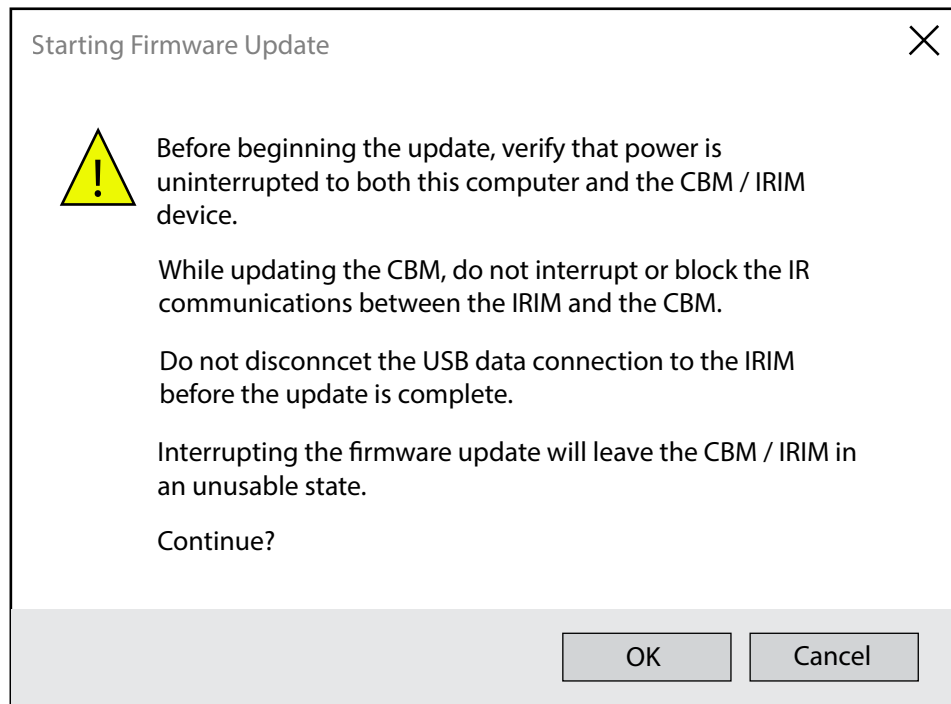 Starting Firmware Update
!
Before beginning the update, verify that power is
uninterrupted to both this computer and the CBM / IRIM
device.
While updating the CBM, do not interrupt or block the IR
communications between the IRIM and the CBM.
Do not disconncet the USB data connection to the IRIM
before the update is complete.
Interrupting the firmware update will leave the CBM / IRIM in
an unusable state.
Continue?
OK
Cancel